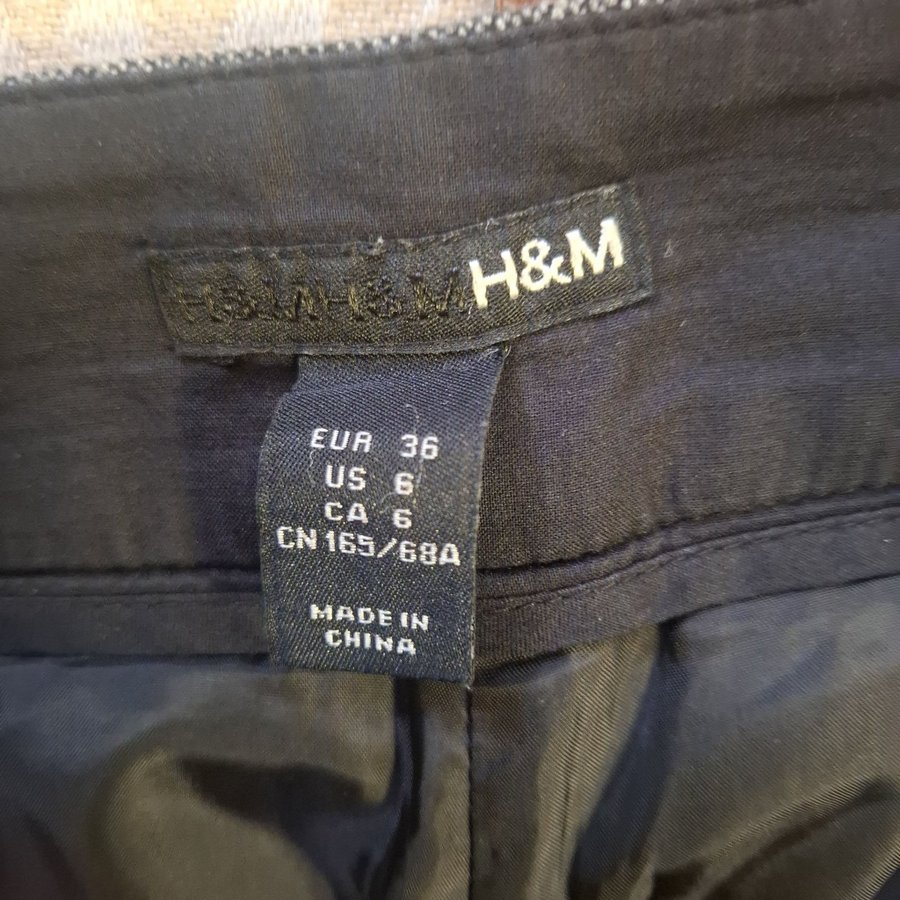 H&M H&M H&M
EUR 36
US 6
CA 6
CN 165/68A
MADE IN
CHINA